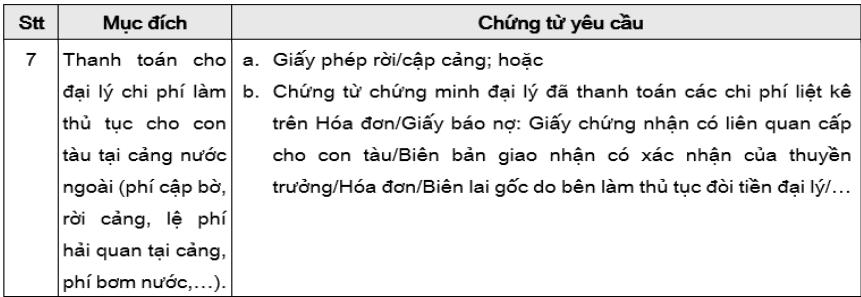 Stt Mục đích Chứng từ yêu cầu
7 Thanh toán cho a. Giấy phép rời/cập cảng; hoặc
đại lý chi phí làm b. Chứng từ chứng minh đại lý đã thanh toán các chi phí liệt kê
thủ tục cho con trên Hóa đơn/Giấy báo nợ: Giấy chứng nhận có liên quan cấp
tàu tại cảng nước cho con tàu/Biên bản giao nhận có xác nhận của thuyền
ngoài (phí cập bờ, trưởng/Hóa đơn/Biên lai gốc do bên làm thủ tục đòi tiền đại lý/…
rời cảng, lệ phí
hải quan tại cảng,
phí bơm nước,…).